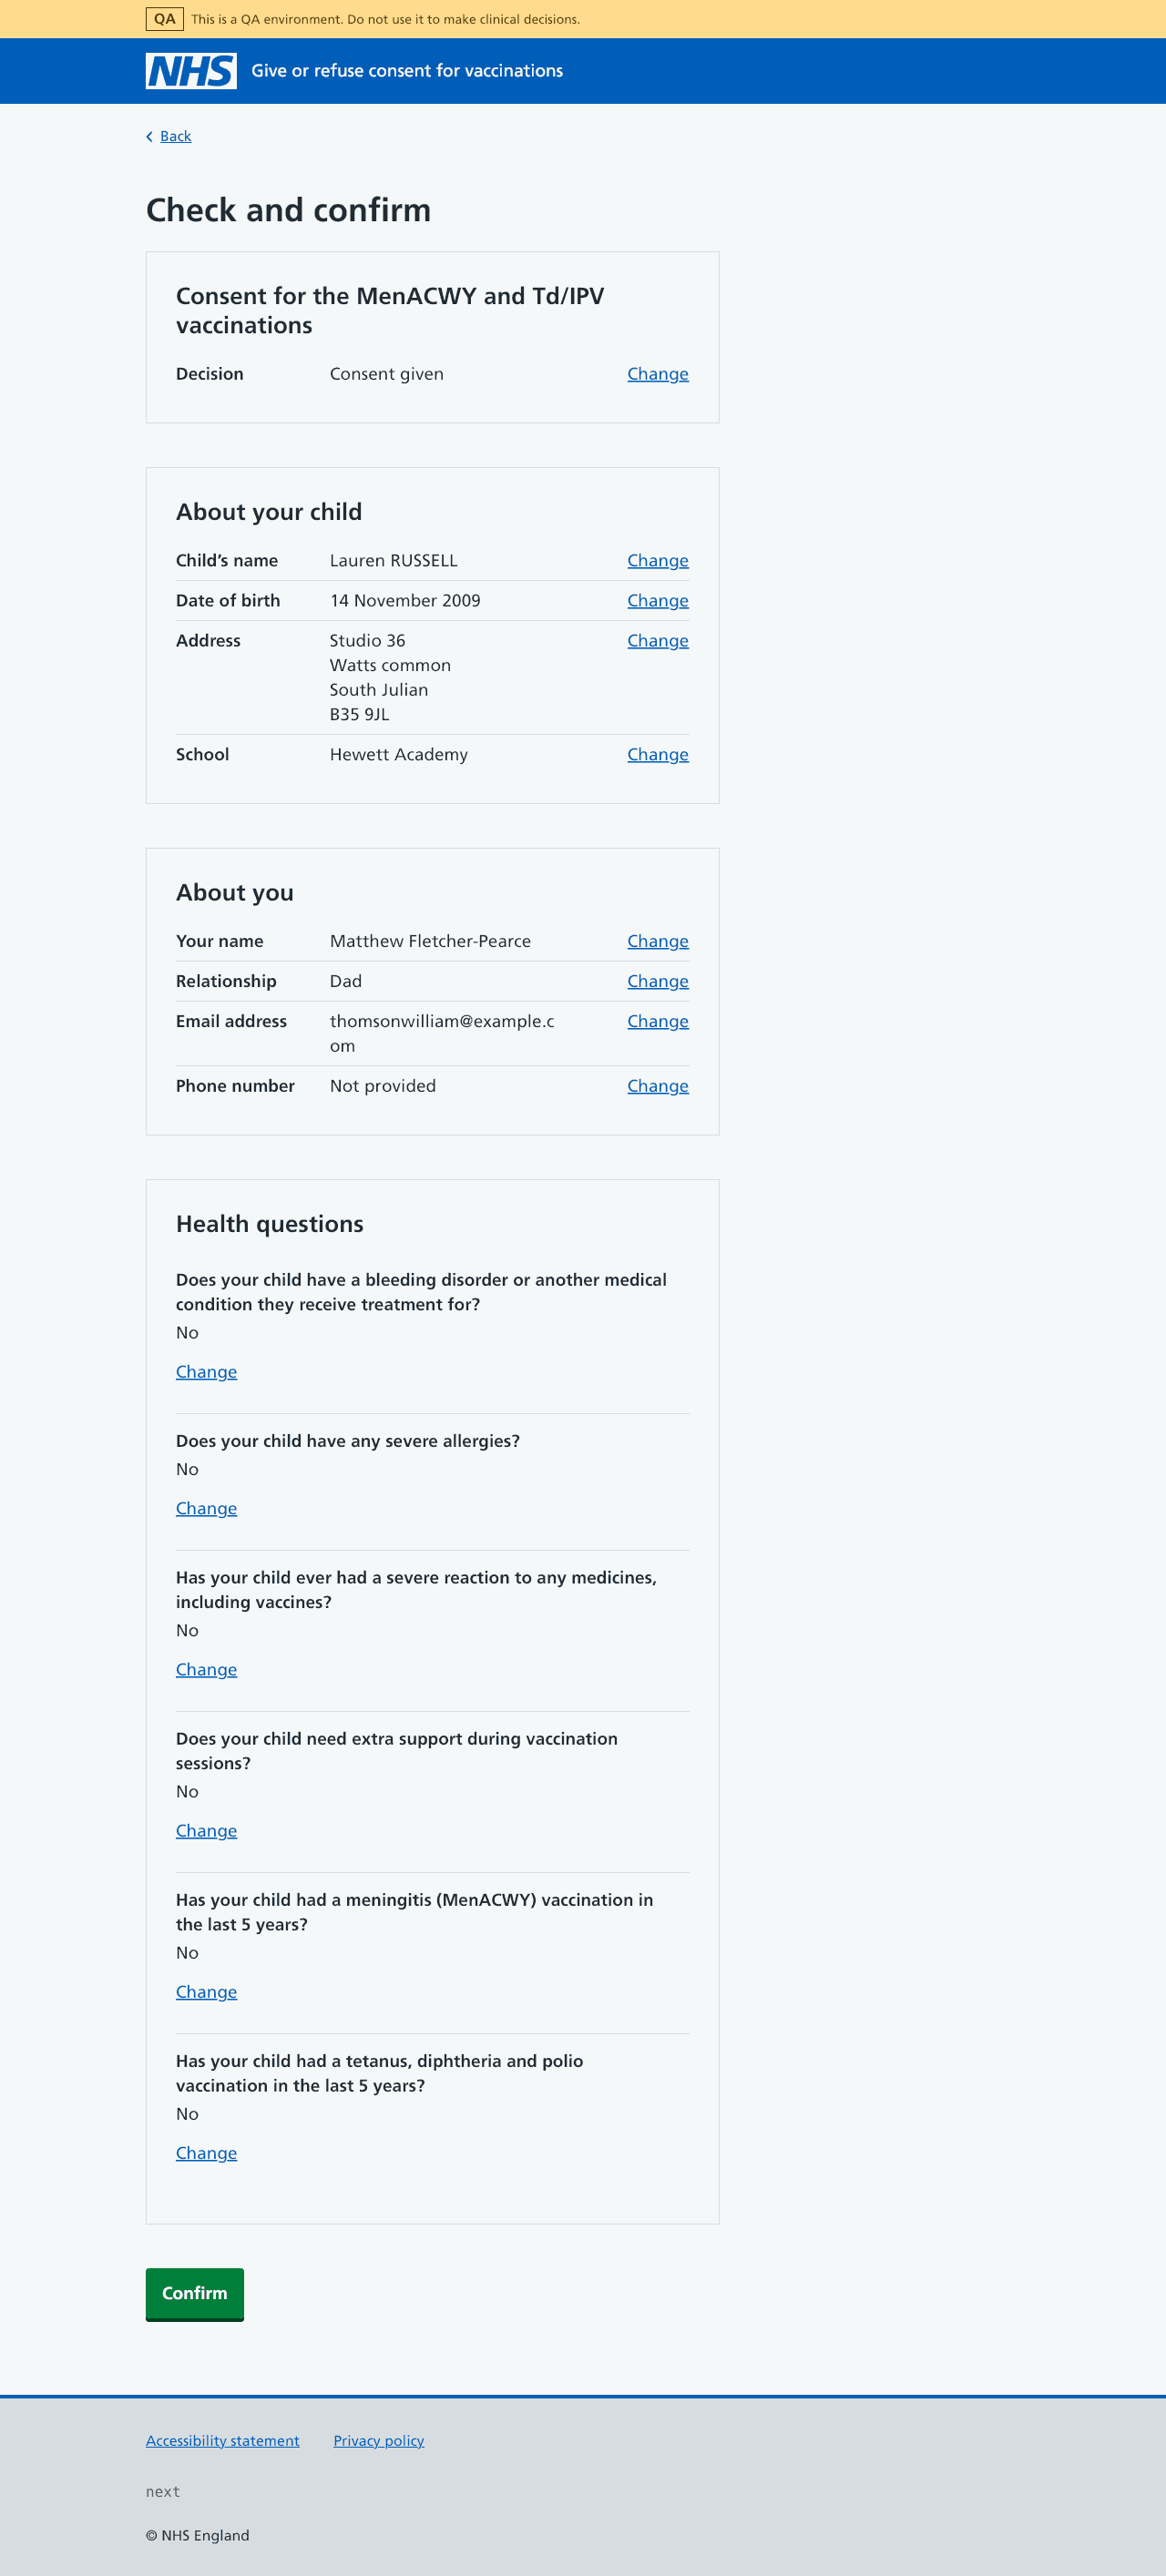 QA This is a QA environment. Do not use it to make clinical decisions.
NHS Give or refuse consent for vaccinations
Back
Check and confirm
Consent for the MenACWY and Td/IPV
vaccinations
Decision Consent given Change
About your child
Child’s name Lauren RUSSELL Change
Date of birth 14 November 2009 Change
Address Studio 36 Change
Watts common
South Julian
B35 9JL
School Hewett Academy Change
About you
Your name Matthew Fletcher-Pearce Change
Relationship Dad Change
Email address thomsonwilliam@example.c Change
om
Phone number Not provided Change
Health questions
Does your child have a bleeding disorder or another medical
condition they receive treatment for?
No
Change
Does your child have any severe allergies?
No
Change
Has your child ever had a severe reaction to any medicines,
including vaccines?
No
Change
Does your child need extra support during vaccination
sessions?
No
Change
Has your child had a meningitis (MenACWY) vaccination in
the last 5 years?
No
Change
Has your child had a tetanus, diphtheria and polio
vaccination in the last 5 years?
No
Change
Confirm
Accessibility statement Privacy policy
next
© NHS England